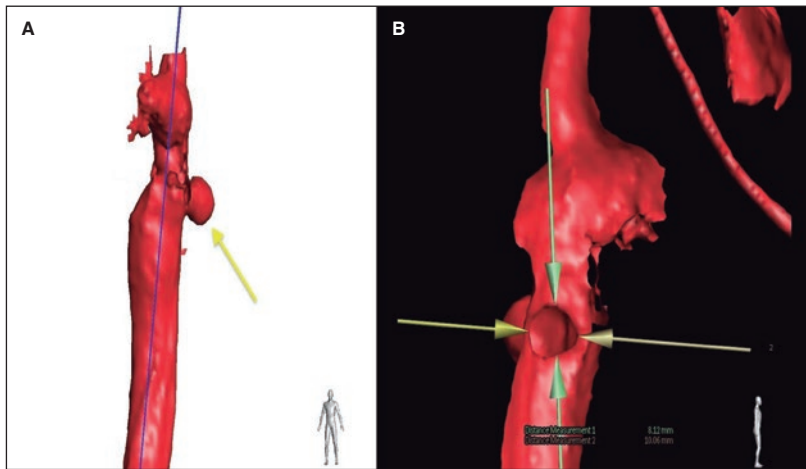 A
B
2
Distance Measurement 1 8.12 mm
Distance Measurement 2 10.06 mm